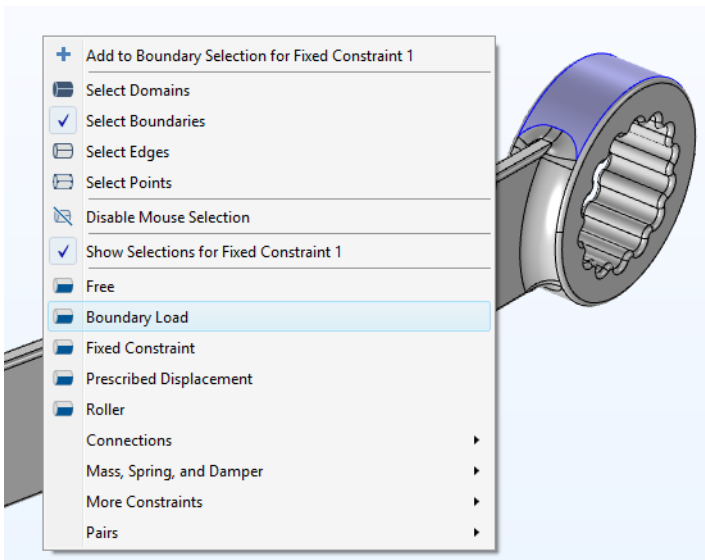 Add to Boundary Selection for Fixed Constraint 1
Select Domains
Select Boundaries
Select Edges
Select Points
Disable Mouse Selection
Show Selections for Fixed Constraint 1
Free
Boundary Load
Fixed Constraint
Prescribed Displacement
Roller
Connections
Mass, Spring, and Damper
More Constraints
Pairs